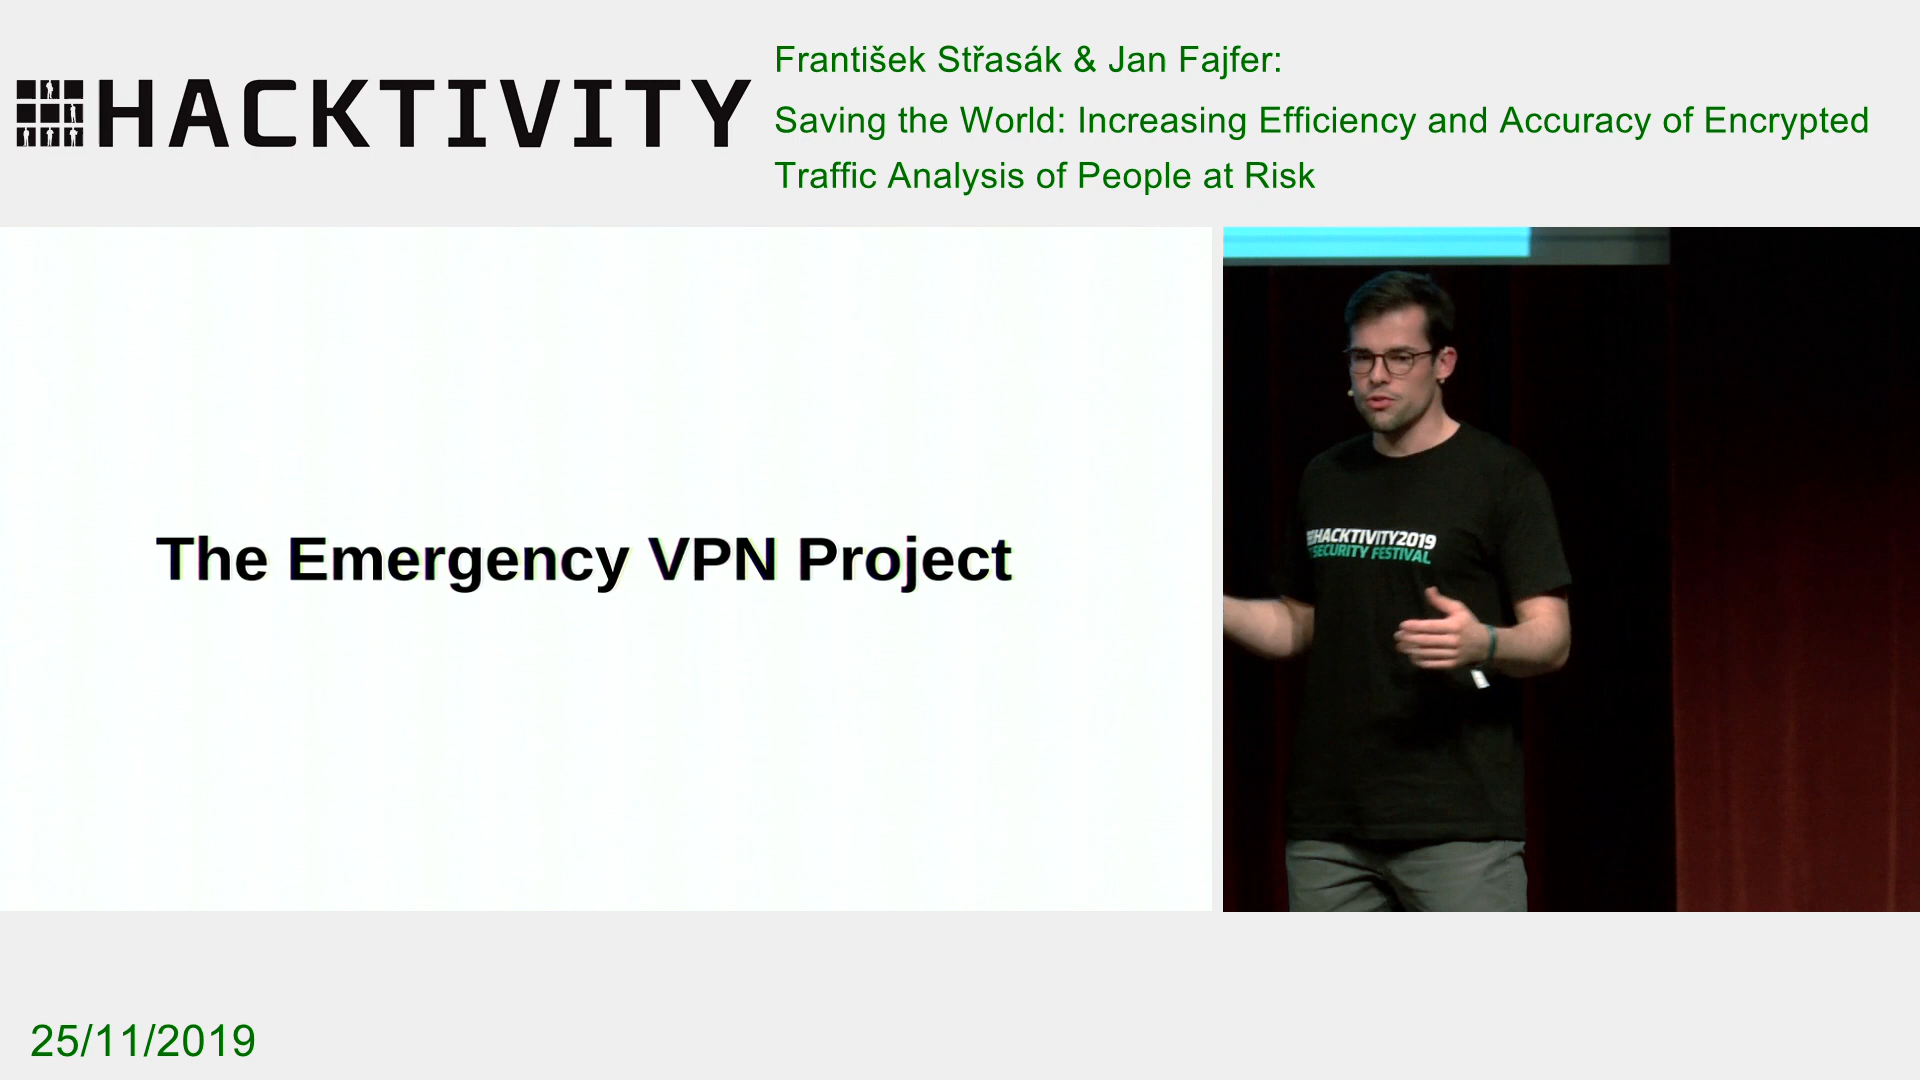 HACKTIVITY
František Střasák & Jan Fajfer:
Saving the World: Increasing Efficiency and Accuracy of Encrypted
Traffic Analysis of People at Risk
The Emergency VPN Project
#HACKTIVITY2019
IT SECURITY FESTIVAL
25/11/2019